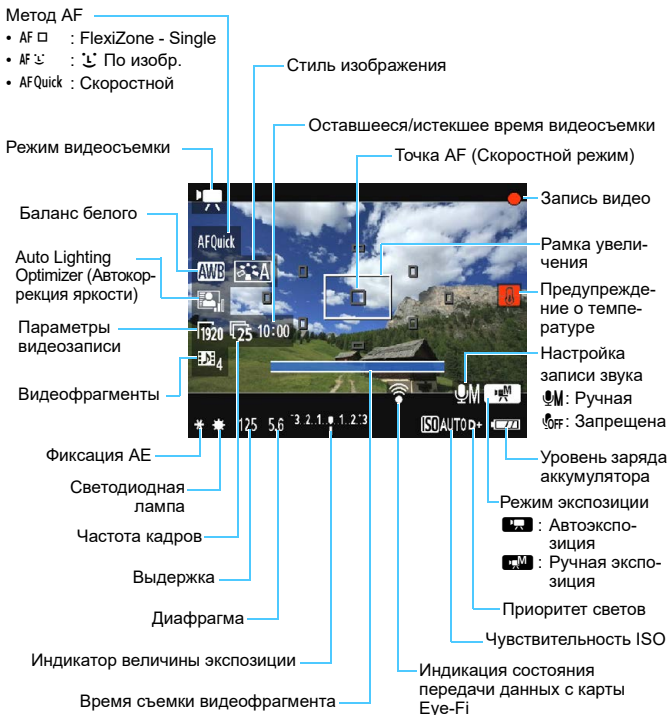 Метод AF
• AF □ : FlexiZone - Single
• AF : По изобр.
• AFQuick : Скоростной
Стиль изображения
Оставшееся/истекшее время видеосъемки
Режим видеосъемки
Точка AF (Скоростной режим)
Баланс белого
Запись видео
Auto Lighting
Optimizer (Автокор-
рекция яркости)
Рамка увели-
чения
Предупрежде-
ние о темпе-
ратуре
Параметры
видеозаписи
Настройка
записи звука
M: Ручная
OFF: Запрещена
Видеофрагменты
AFQuick
AWB
A
1920 25 10:00
4
M M
* 125 5.6 -3..2..1..0..1..2..+3 ISO AUTO D+
Фиксация AE
Уровень заряда
аккумулятора
Светодиодная
лампа
Режим экспозиции
: Автоэкспо-
зиция
M : Ручная экспо-
зиция
Частота кадров
Выдержка
Приоритет светов
Диафрагма
Чувствительность ISO
Индикатор величины экспозиции
Индикация состояния
передачи данных с карты
Eye-Fi
Время съемки видеофрагмента